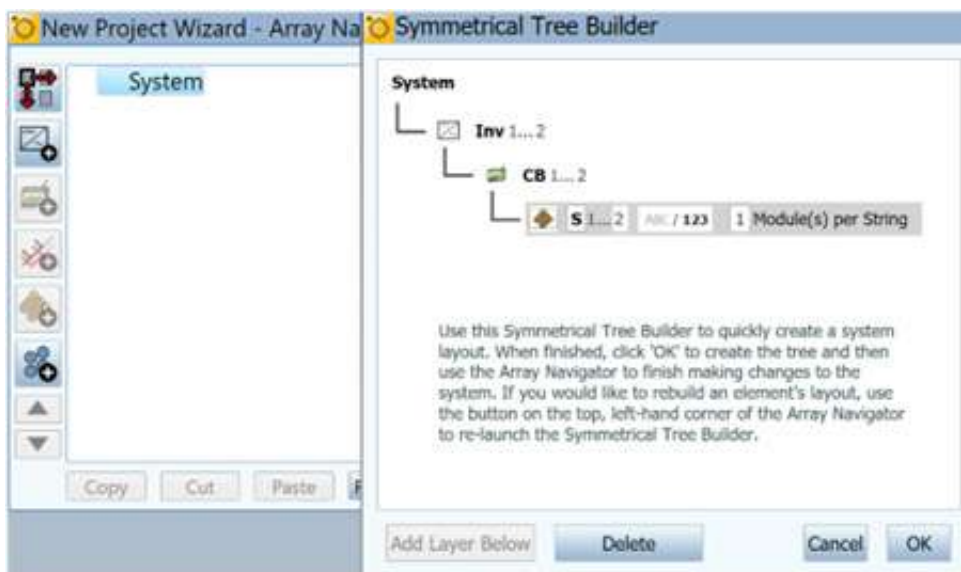 New Project Wizard - Array Na
System
Copy Cut Paste
Symmetrical Tree Builder
System
Inv 1... 2
CB 1... 2
S 1... 2 ABC / 123 1 Module(s) per String
Use this Symmetrical Tree Builder to quickly create a system
layout. When finished, click 'OK' to create the tree and then
use the Array Navigator to finish making changes to the
system. If you would like to rebuild an element's layout, use
the button on the top, left-hand corner of the Array Navigator
to re-launch the Symmetrical Tree Builder.
Add Layer Below Delete Cancel OK